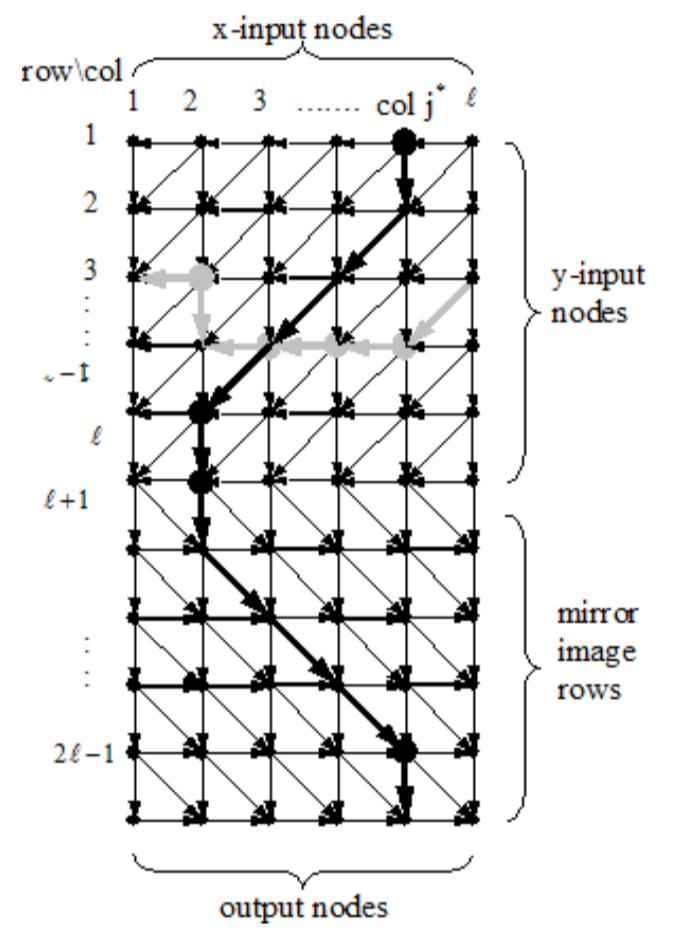 x-input nodes
row\col
1 2 3 ....... col j* ℓ
1
2
3
:
:
-1
ℓ
ℓ+1
:
:
2ℓ-1
y-input
nodes
mirror
image
rows
output nodes